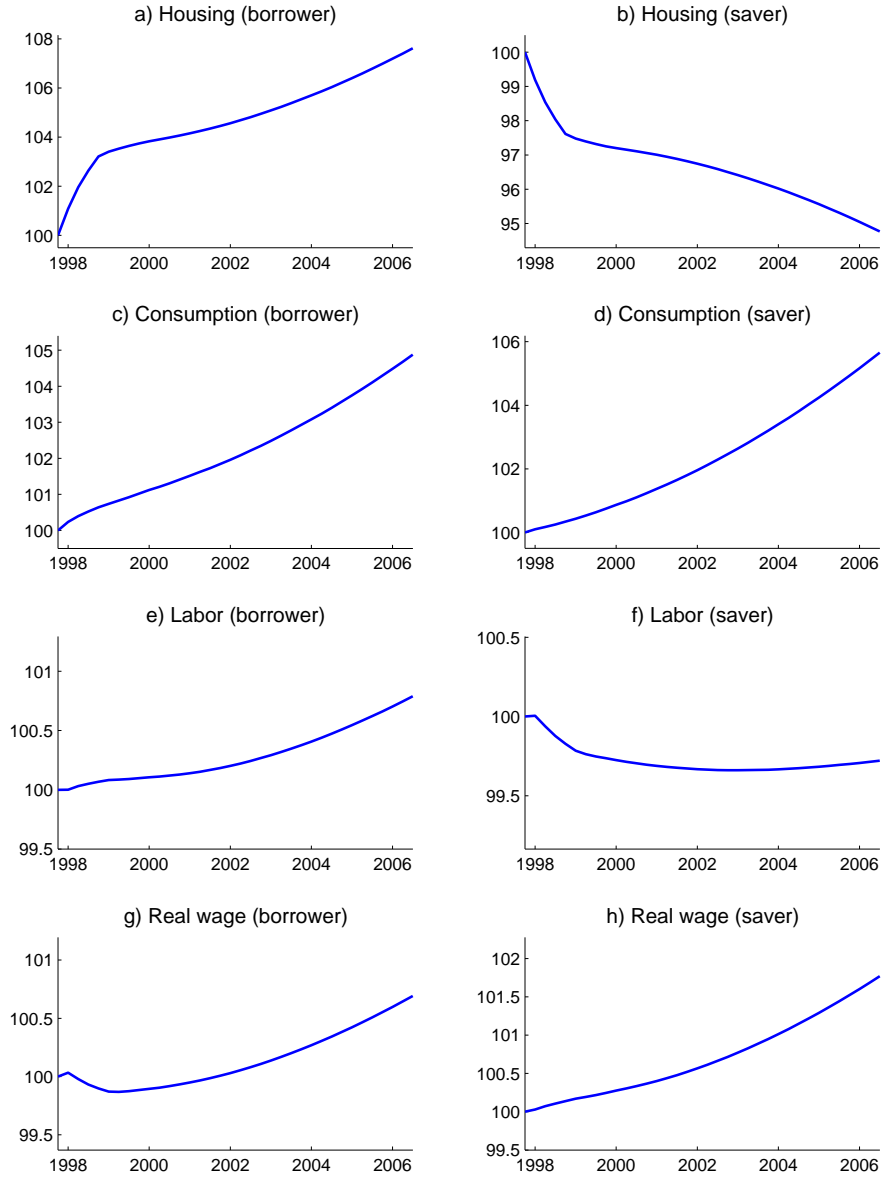 a) Housing (borrower)
108
106
104
102
100
1998 2000 2002 2004 2006
b) Housing (saver)
100
99
98
97
96
95
1998 2000 2002 2004 2006
c) Consumption (borrower)
105
104
103
102
101
100
1998 2000 2002 2004 2006
d) Consumption (saver)
106
104
102
100
1998 2000 2002 2004 2006
e) Labor (borrower)
101
100.5
100
99.5
1998 2000 2002 2004 2006
f) Labor (saver)
100.5
100
99.5
1998 2000 2002 2004 2006
g) Real wage (borrower)
101
100.5
100
99.5
1998 2000 2002 2004 2006
h) Real wage (saver)
102
101.5
101
100.5
100
99.5
1998 2000 2002 2004 2006